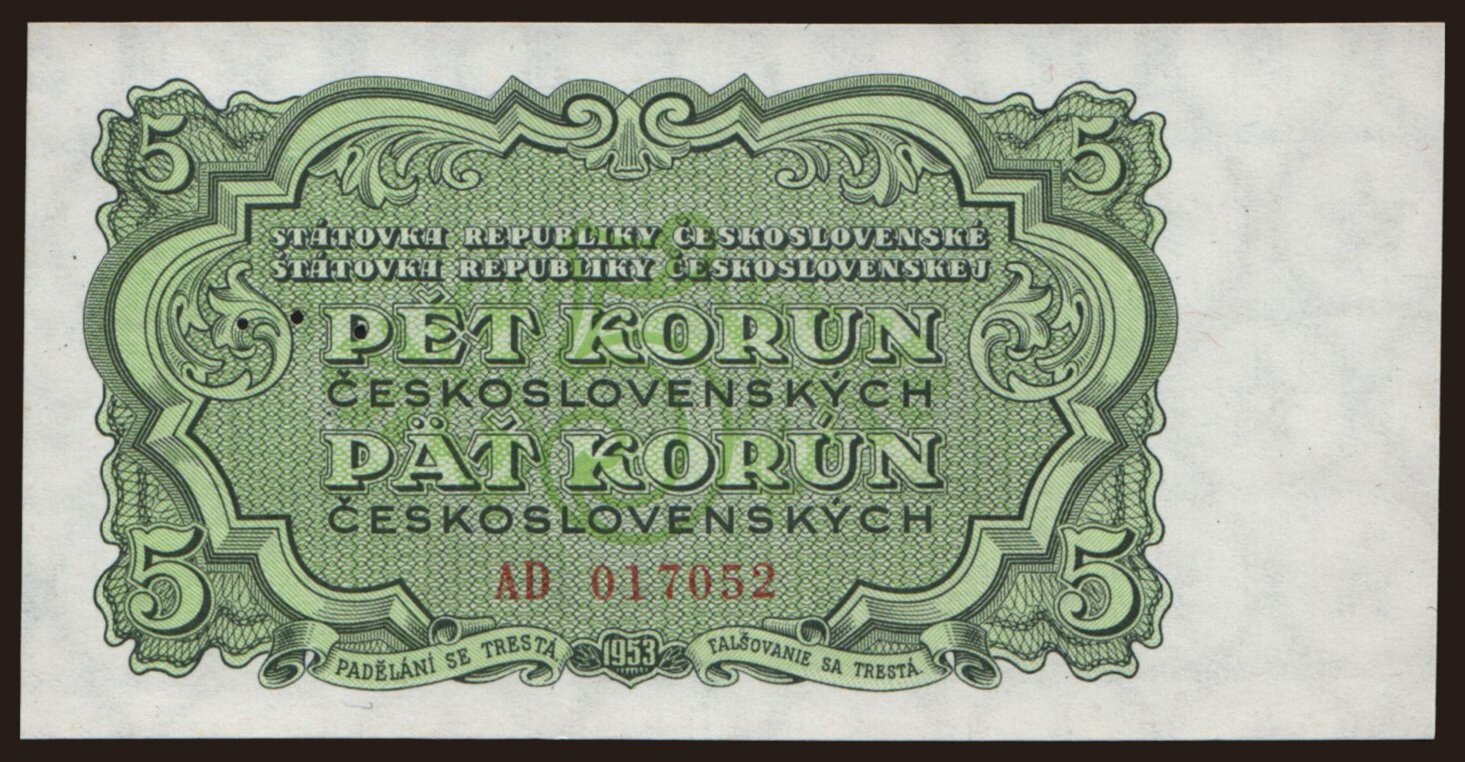 5 5
STÁTOVKA REPUBLIKY ČESKOSLOVENSKÉ
ŠTÁTOVKA REPUBLIKY ČESKOSLOVENSKEJ
PĚT KORUN
ČESKOSLOVENSKÝCH
PÄŤ KORÚN
ČESKOSLOVENSKÝCH
5 5
AD 017052
PADĚLÁNÍ SE TRESTÁ. 1953 FALŠOVANIE SA TRESTÁ.